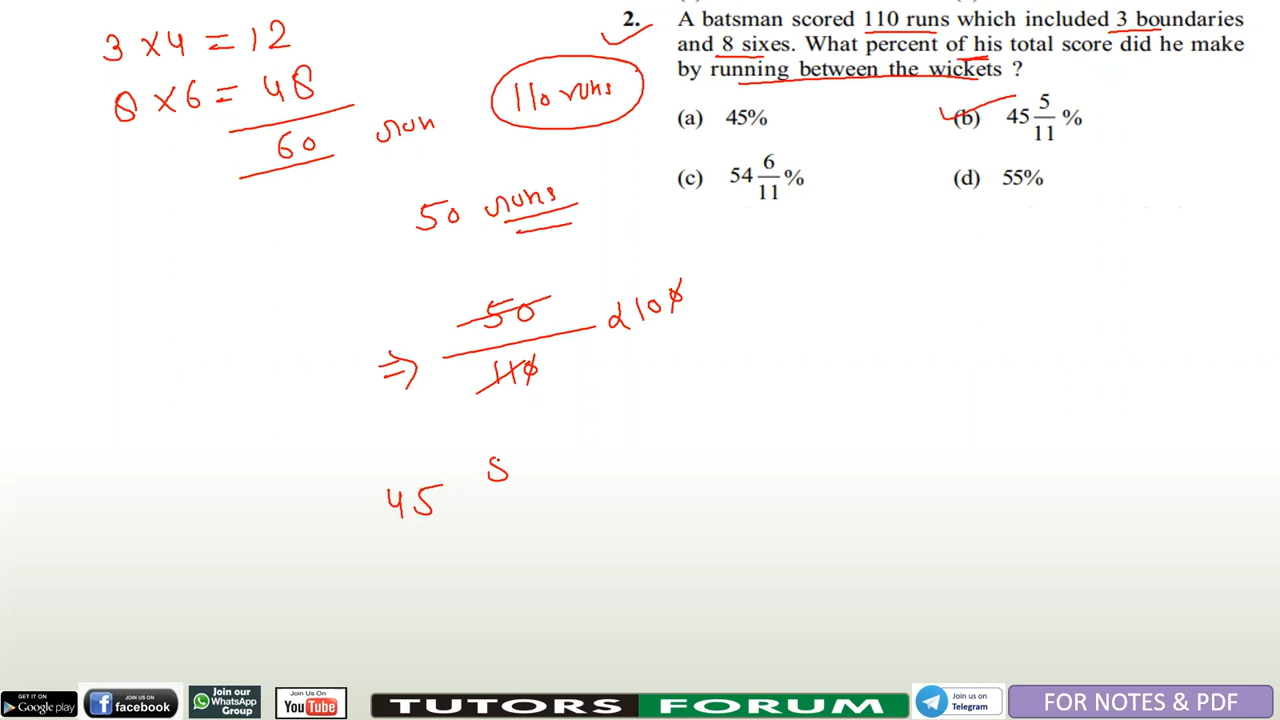 3 × 4 = 12
8 × 6 = 48
60 run
110 runs
50 runs
⇒ 50/110 × 100
45 5
2. A batsman scored 110 runs which included 3 boundaries
and 8 sixes. What percent of his total score did he make
by running between the wickets ?
(a) 45% (b) 45 5/11 %
(c) 54 6/11 % (d) 55%
GET IT ON
Google play
JOIN US ON
facebook
Join our
WhatsApp
Group
Join Us On
YouTube
TUTORS FORUM
Join us on
Telegram
FOR NOTES & PDF